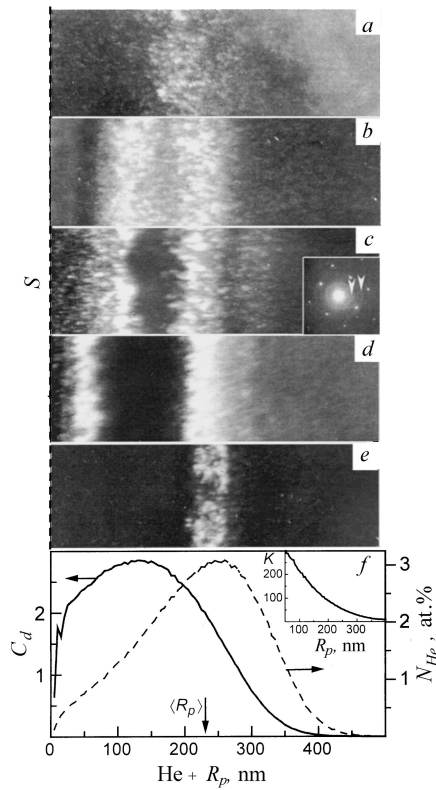 a
b
c
S
d
e
K
f
200
100
100
300
R_p, nm
C_d
2
1
N_He, at.%
3
2
1
⟨R_p⟩
0
100
200
300
400
He + R_p, nm